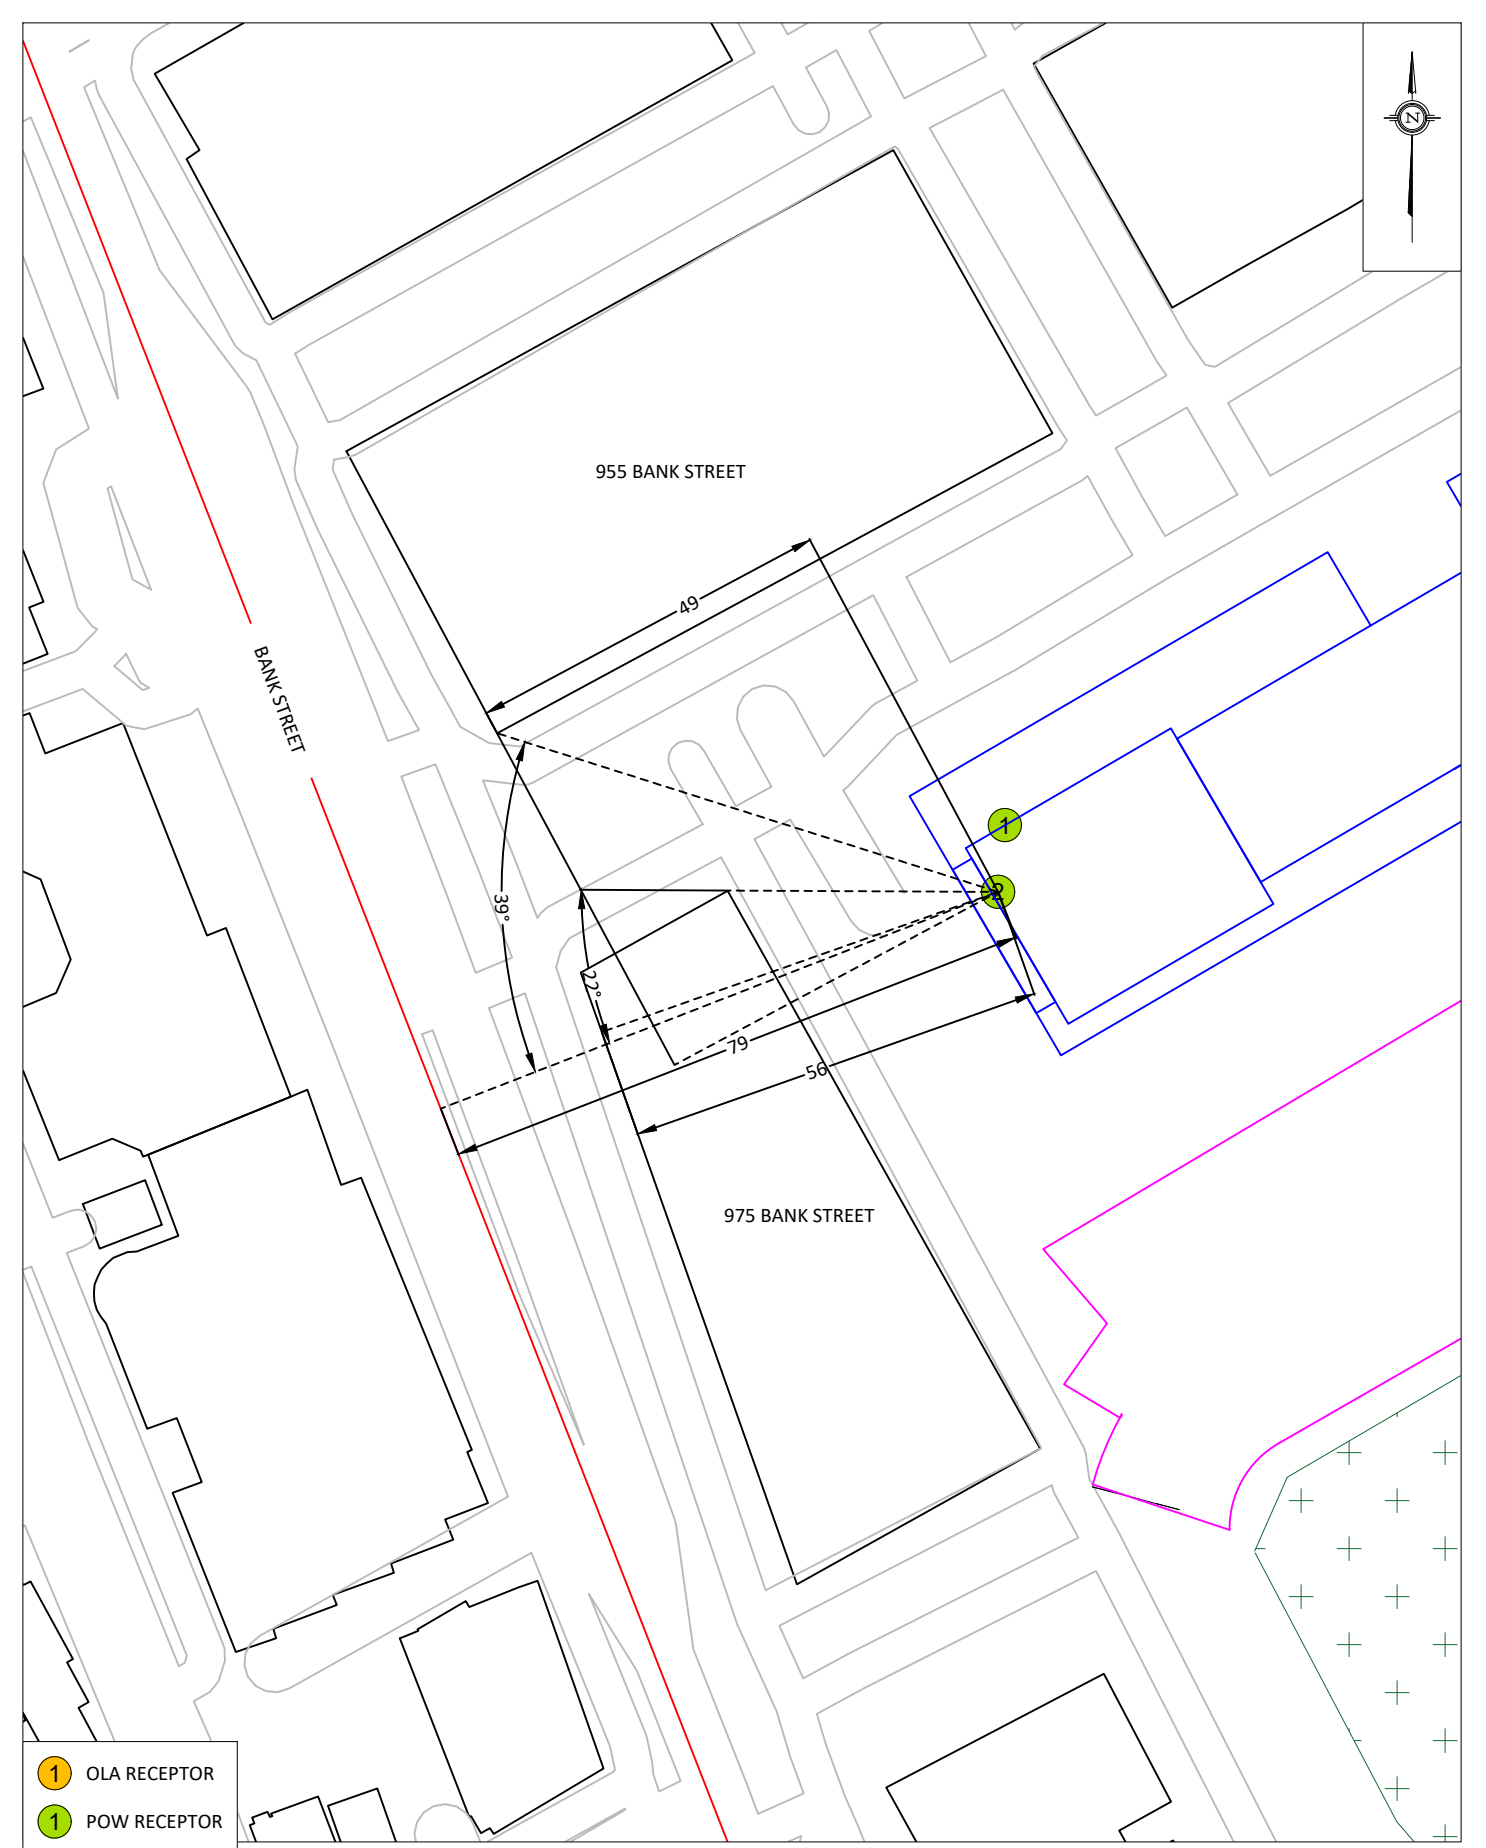 N
955 BANK STREET
49
BANK STREET
1
2
39°
22°
79
56
975 BANK STREET
1 OLA RECEPTOR
1 POW RECEPTOR